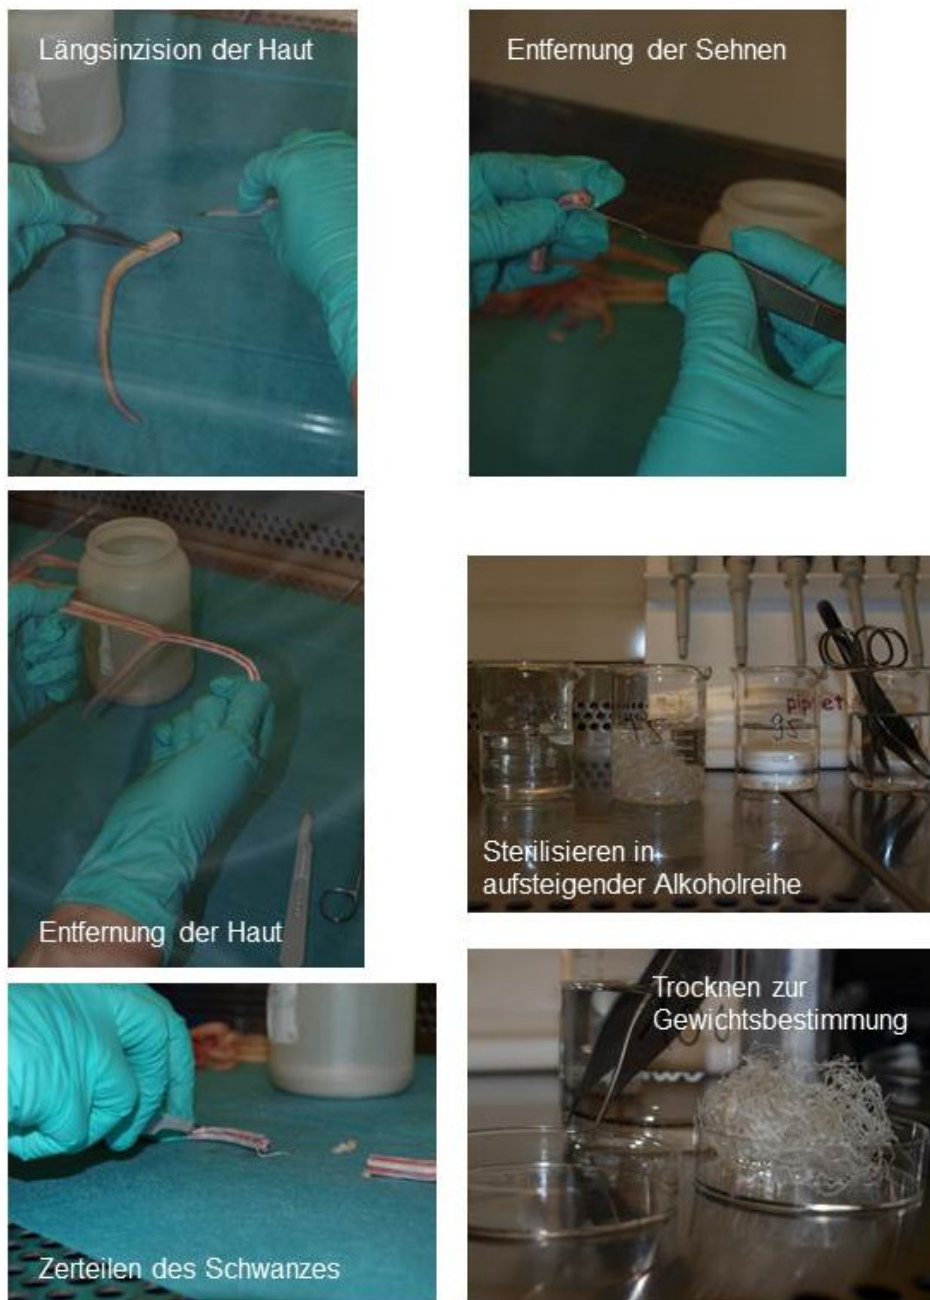 Längsinzision der Haut
Entfernung der Haut
Zerteilen des Schwanzes
Entfernung der Sehnen
95
pippet
Sterilisieren in
aufsteigender Alkoholreihe
Trocknen zur
Gewichtsbestimmung